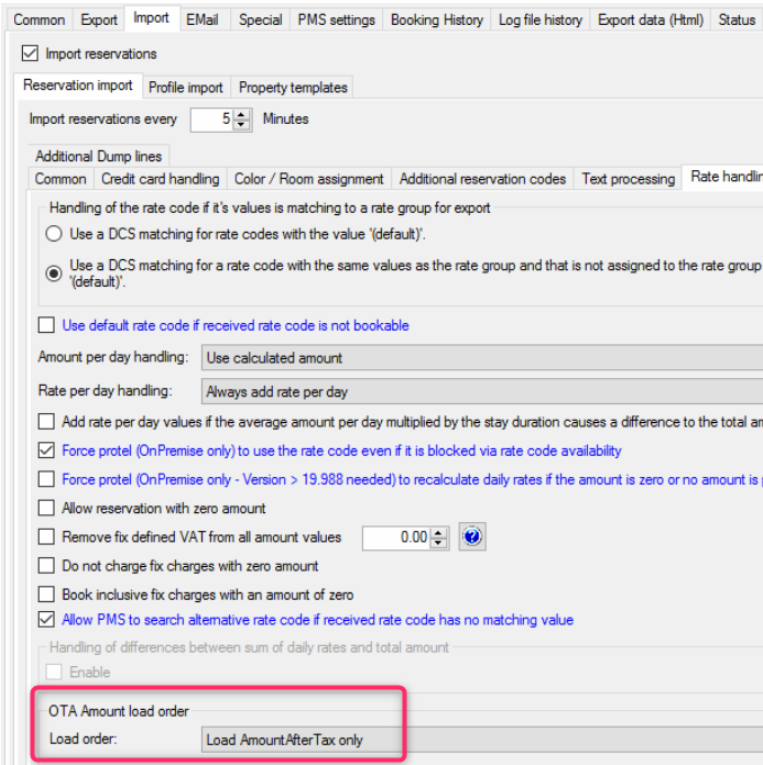 Common Export Import EMail Special PMS settings Booking History Log file history Export data (Html) Status
Import reservations
Reservation import Profile import Property templates
Import reservations every 5 Minutes
Additional Dump lines
Common Credit card handling Color / Room assignment Additional reservation codes Text processing Rate handlin
Handling of the rate code if it's values is matching to a rate group for export
Use a DCS matching for rate codes with the value '(default)'.
Use a DCS matching for a rate code with the same values as the rate group and that is not assigned to the rate group
'(default)'.
Use default rate code if received rate code is not bookable
Amount per day handling: Use calculated amount
Rate per day handling: Always add rate per day
Add rate per day values if the average amount per day multiplied by the stay duration causes a difference to the total am
Force protel (OnPremise only) to use the rate code even if it is blocked via rate code availability
Force protel (OnPremise only - Version > 19.988 needed) to recalculate daily rates if the amount is zero or no amount is p
Allow reservation with zero amount
Remove fix defined VAT from all amount values 0.00 ?
Do not charge fix charges with zero amount
Book inclusive fix charges with an amount of zero
Allow PMS to search alternative rate code if received rate code has no matching value
Handling of differences between sum of daily rates and total amount
Enable
OTA Amount load order
Load order: Load AmountAfterTax only